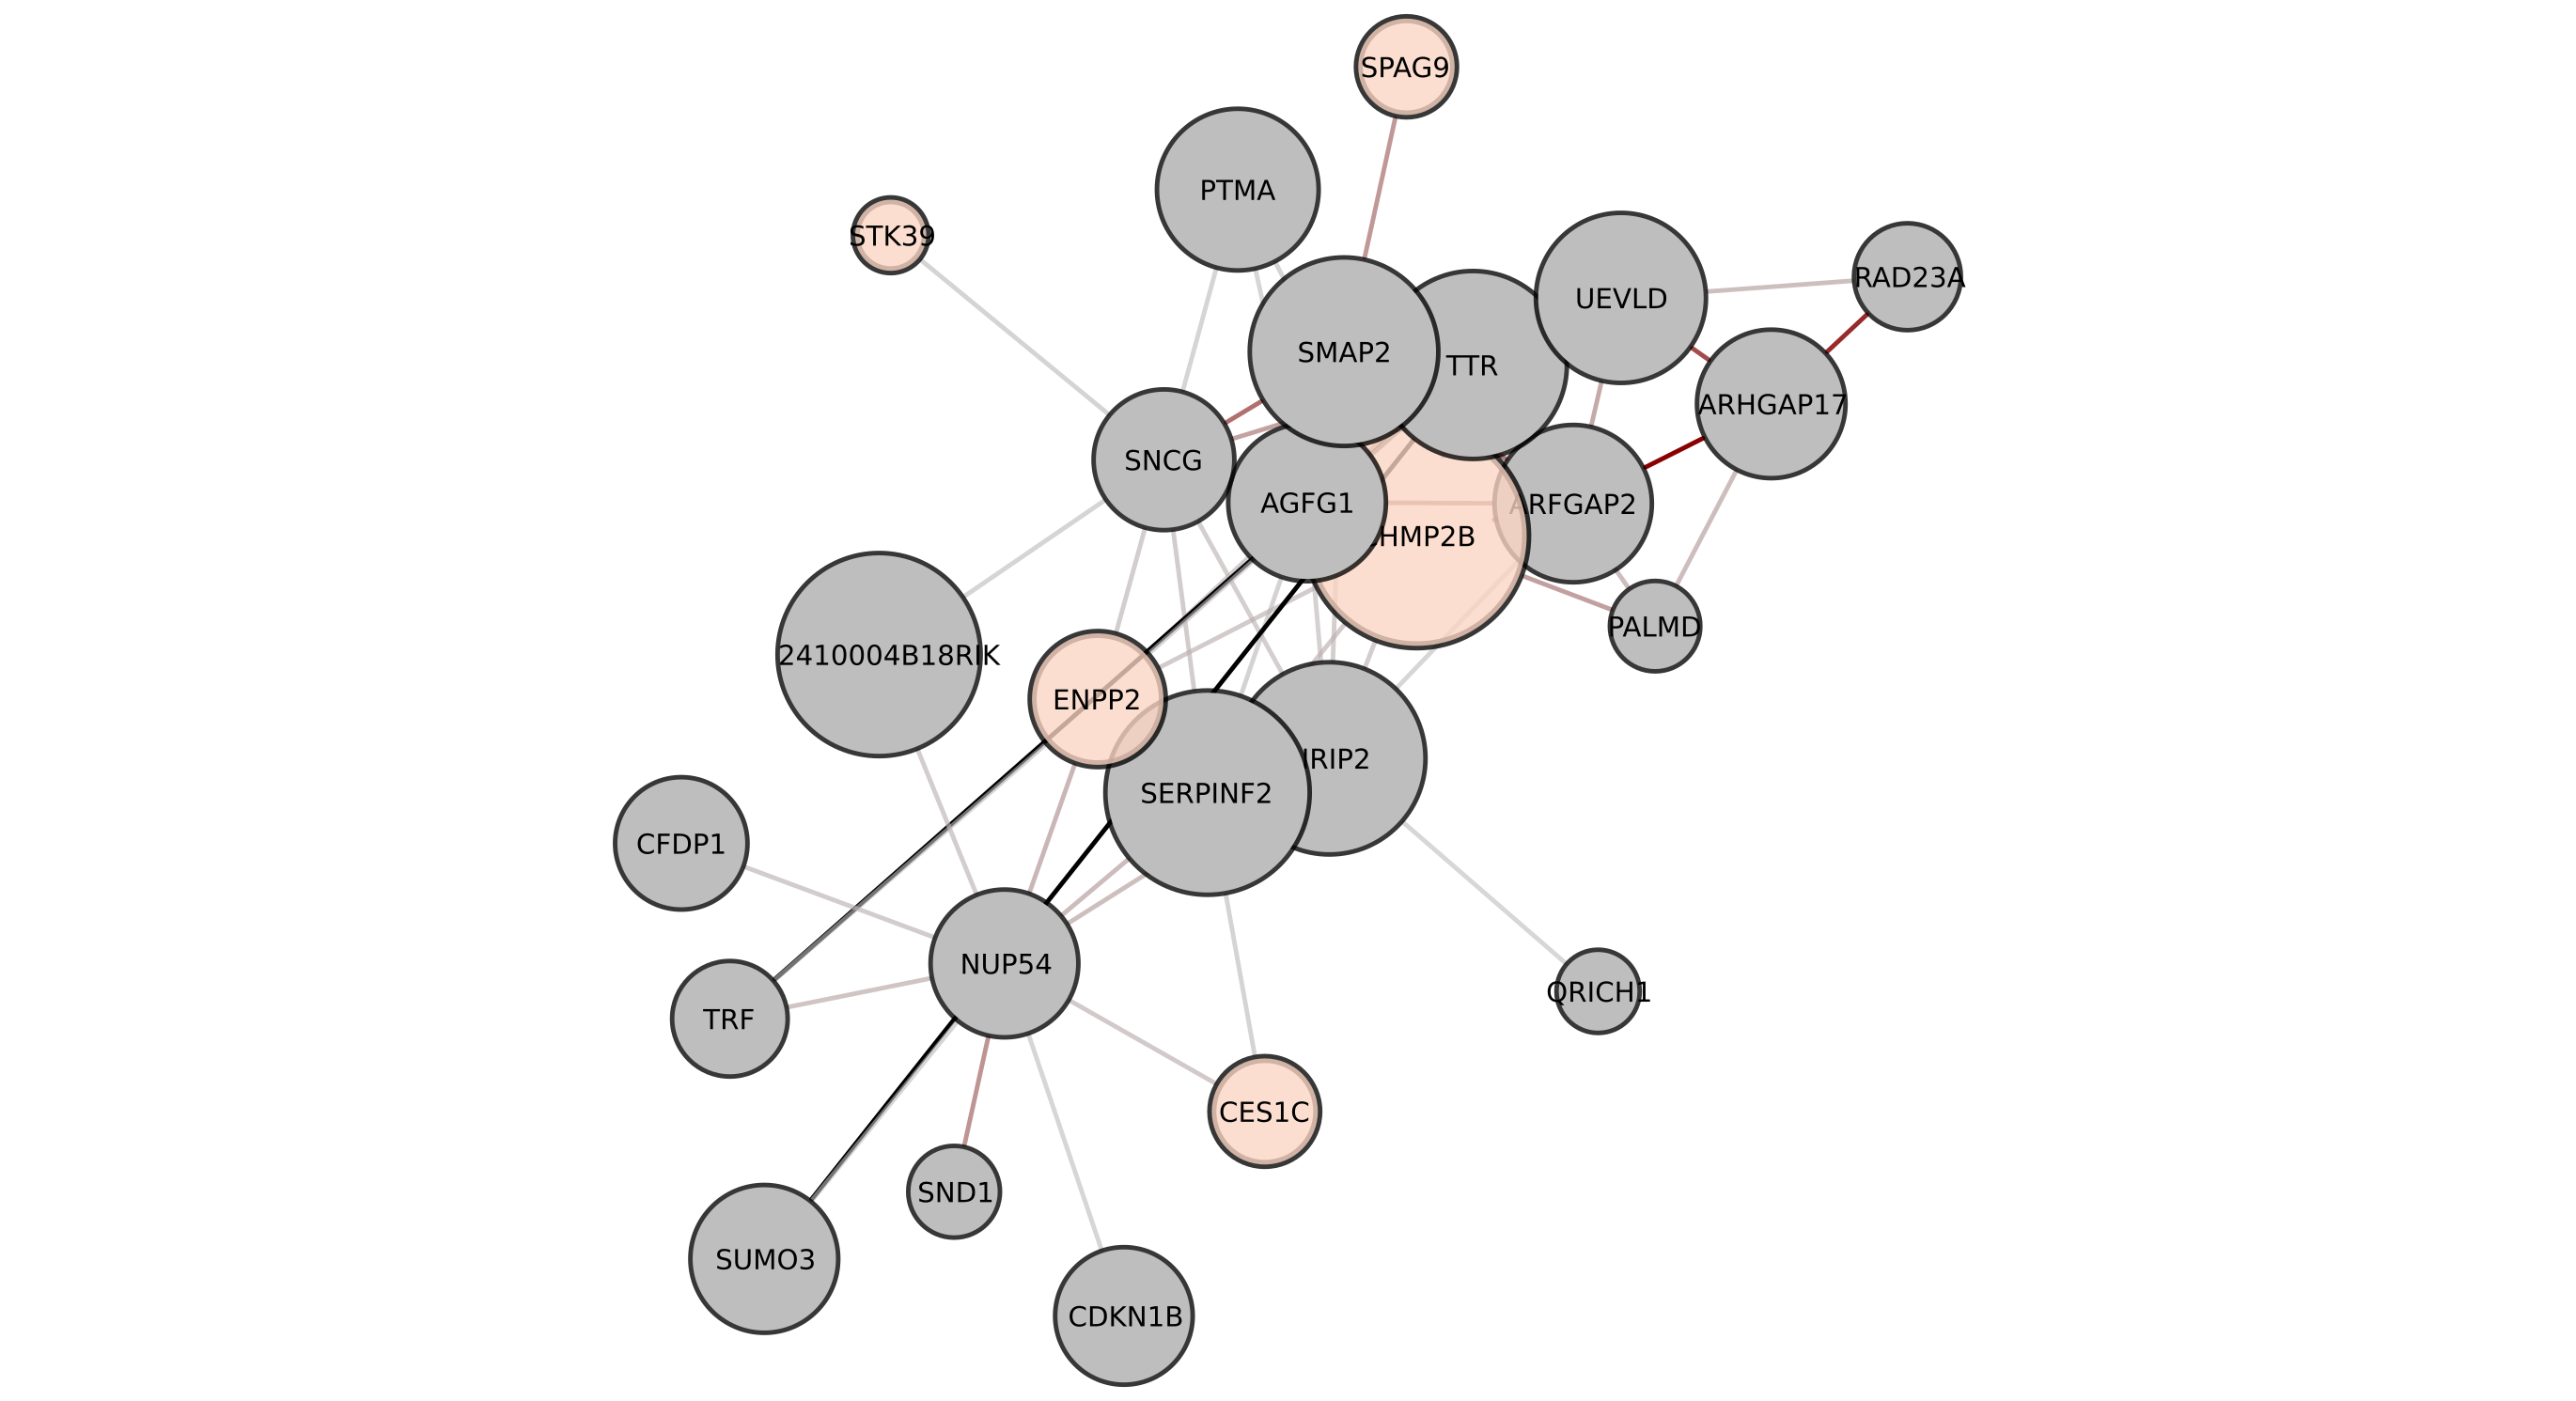 SPAG9
PTMA
STK39
RAD23A
UEVLD
SMAP2
TTR
ARHGAP17
SNCG
AGFG1
ARFGAP2
HMP2B
PALMD
2410004B18RIK
ENPP2
RIP2
SERPINF2
CFDP1
NUP54
QRICH1
TRF
CES1C
SND1
SUMO3
CDKN1B